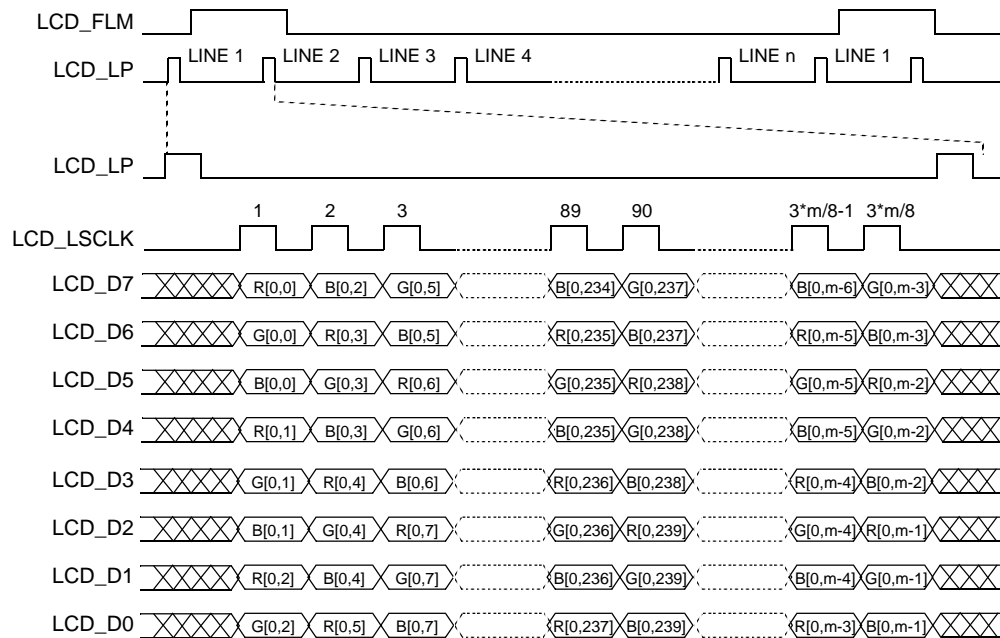 LCD_FLM
LCD_LP LINE 1 LINE 2 LINE 3 LINE 4 LINE n LINE 1
LCD_LP
1 2 3 89 90 3*m/8-1 3*m/8
LCD_LSCLK
LCD_D7 R[0,0] B[0,2] G[0,5] B[0,234] G[0,237] B[0,m-6] G[0,m-3]
LCD_D6 G[0,0] R[0,3] B[0,5] R[0,235] B[0,237] R[0,m-5] B[0,m-3]
LCD_D5 B[0,0] G[0,3] R[0,6] G[0,235] R[0,238] G[0,m-5] R[0,m-2]
LCD_D4 R[0,1] B[0,3] G[0,6] B[0,235] G[0,238] B[0,m-5] G[0,m-2]
LCD_D3 G[0,1] R[0,4] B[0,6] R[0,236] B[0,238] R[0,m-4] B[0,m-2]
LCD_D2 B[0,1] G[0,4] R[0,7] G[0,236] R[0,239] G[0,m-4] R[0,m-1]
LCD_D1 R[0,2] B[0,4] G[0,7] B[0,236] G[0,239] B[0,m-4] G[0,m-1]
LCD_D0 G[0,2] R[0,5] B[0,7] R[0,237] B[0,239] R[0,m-3] B[0,m-1]